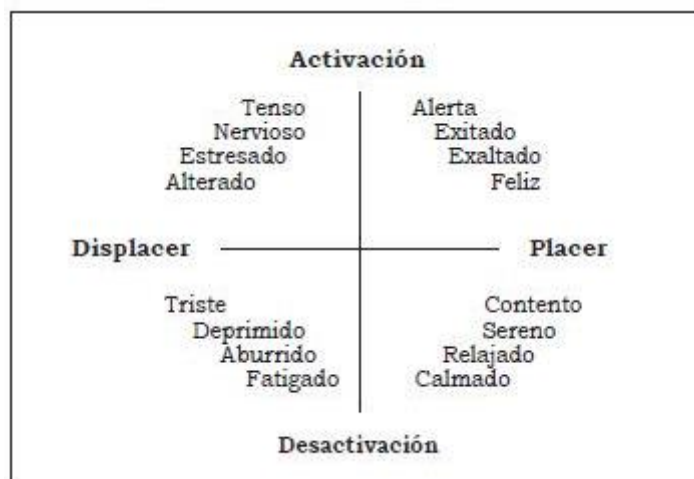 Activación
Tenso Alerta
Nervioso Exitado
Estresado Exaltado
Alterado Feliz
Displacer Placer
Triste Contento
Deprimido Sereno
Aburrido Relajado
Fatigado Calmado
Desactivación